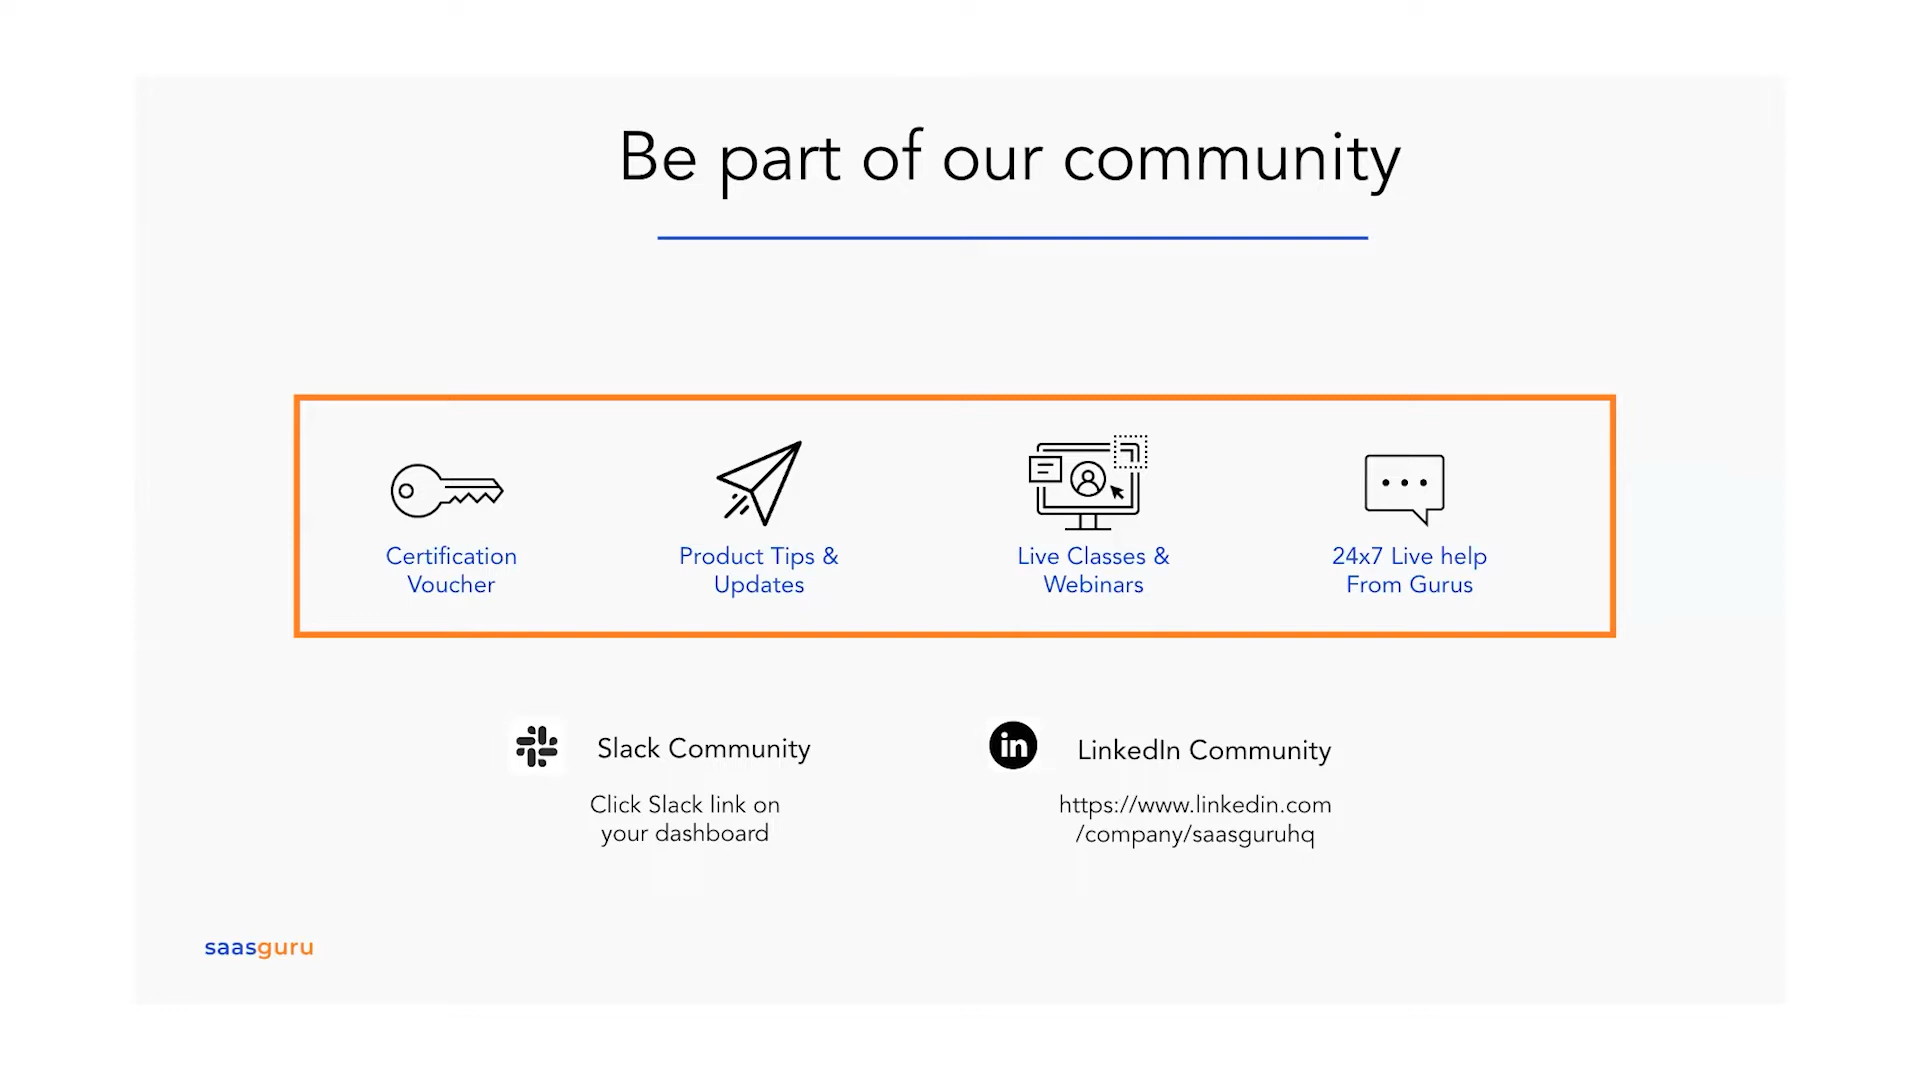 Be part of our community
Certification
Voucher
Product Tips &
Updates
Live Classes &
Webinars
24x7 Live help
From Gurus
Slack Community
Click Slack link on
your dashboard
in
LinkedIn Community
https://www.linkedin.com
/company/saasguruhq
saasguru